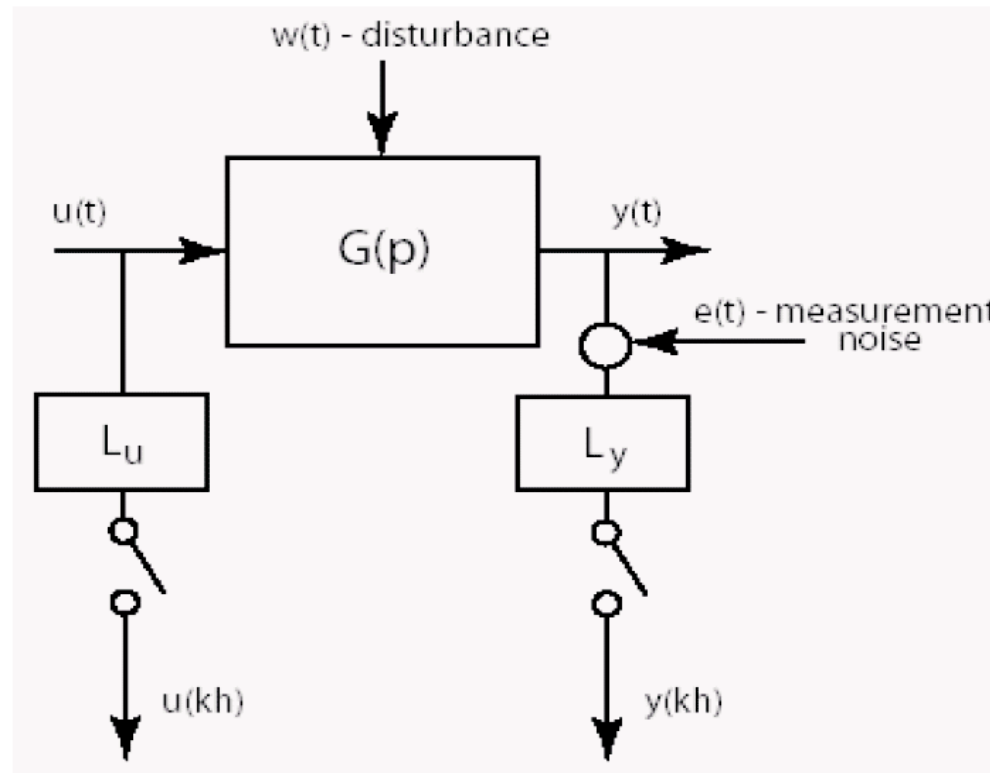 w(t) - disturbance
u(t)
G(p)
y(t)
e(t) - measurement
noise
Lu
Ly
u(kh)
y(kh)